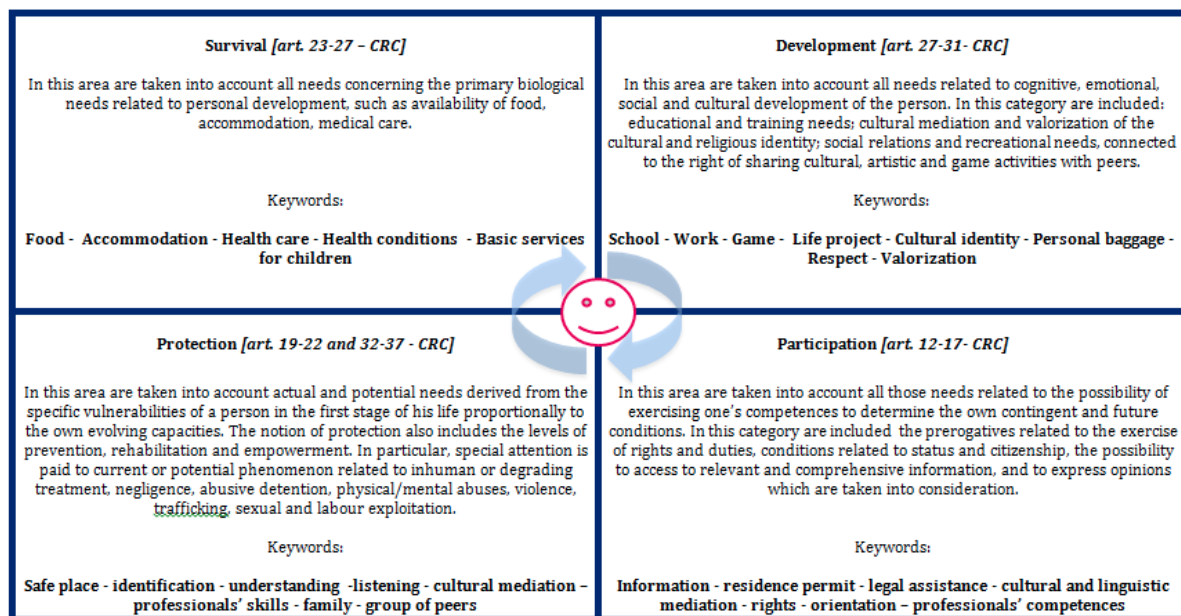 Survival [art. 23-27 – CRC]
In this area are taken into account all needs concerning the primary biological
needs related to personal development, such as availability of food,
accommodation, medical care.
Keywords:
Food -  Accommodation - Health care - Health conditions  - Basic services
for children
Development [art. 27-31- CRC]
In this area are taken into account all needs related to cognitive, emotional,
social and cultural development of the person. In this category are included:
educational and training needs; cultural mediation and valorization of the
cultural and religious identity; social relations and recreational needs, connected
to the right of sharing cultural, artistic and game activities with peers.
Keywords:
School - Work - Game -  Life project - Cultural identity - Personal baggage -
Respect - Valorization
Protection [art. 19-22 and 32-37 - CRC]
In this area are taken into account actual and potential needs derived from the
specific vulnerabilities of a person in the first stage of his life proportionally to
the own evolving capacities. The notion of protection also includes the levels of
prevention, rehabilitation and empowerment. In particular, special attention is
paid to current or potential phenomenon related to inhuman or degrading
treatment, negligence, abusive detention, physical/mental abuses, violence,
trafficking, sexual and labour exploitation.
Keywords:
Safe place - identification - understanding  -listening - cultural mediation –
professionals’ skills - family - group of peers
Participation [art. 12-17- CRC]
In this area are taken into account all those needs related to the possibility of
exercising one’s competences to determine the own contingent and future
conditions. In this category are included  the prerogatives related to the exercise
of rights and duties, conditions related to status and citizenship, the possibility
to access to relevant and comprehensive information, and to express opinions
which are taken into consideration.
Keywords:
Information - residence permit - legal assistance - cultural and linguistic
mediation - rights - orientation – professionals’ competences